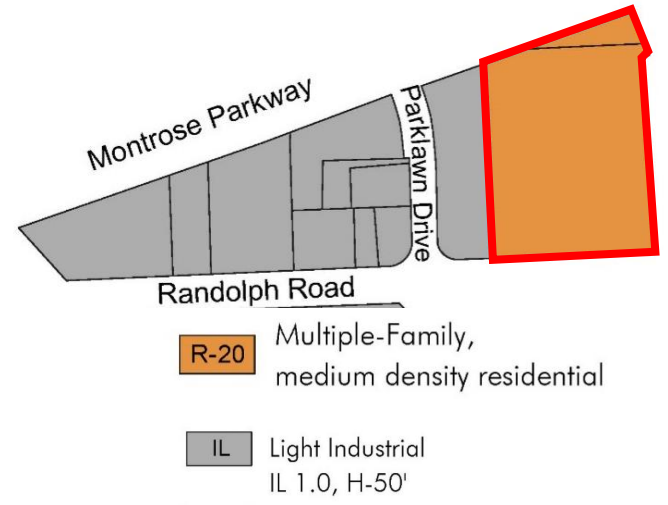 Montrose Parkway
Parklawn Drive
Randolph Road
R-20
Multiple-Family,
medium density residential
IL
Light Industrial
IL 1.0, H-50'